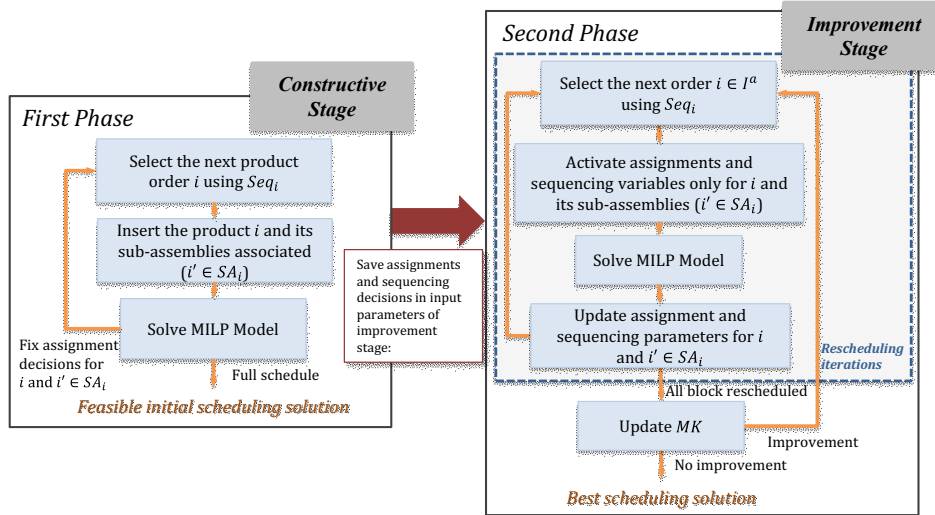 First Phase
Constructive
Stage
Select the next product
order i using Seq_i
Insert the product i and its
sub-assemblies associated
(i′ ∈ SA_i)
Solve MILP Model
Fix assignment
decisions for
i and i′ ∈ SA_i
Full schedule
Feasible initial scheduling solution
Save assignments
and sequencing
decisions in input
parameters of
improvement
stage:
Second Phase
Improvement
Stage
Select the next order i ∈ I^a
using Seq_i
Activate assignments and
sequencing variables only for i and
its sub-assemblies (i′ ∈ SA_i)
Solve MILP Model
Update assignment and
sequencing parameters for i
and i′ ∈ SA_i
Rescheduling
iterations
All block rescheduled
Update MK
Improvement
No improvement
Best scheduling solution